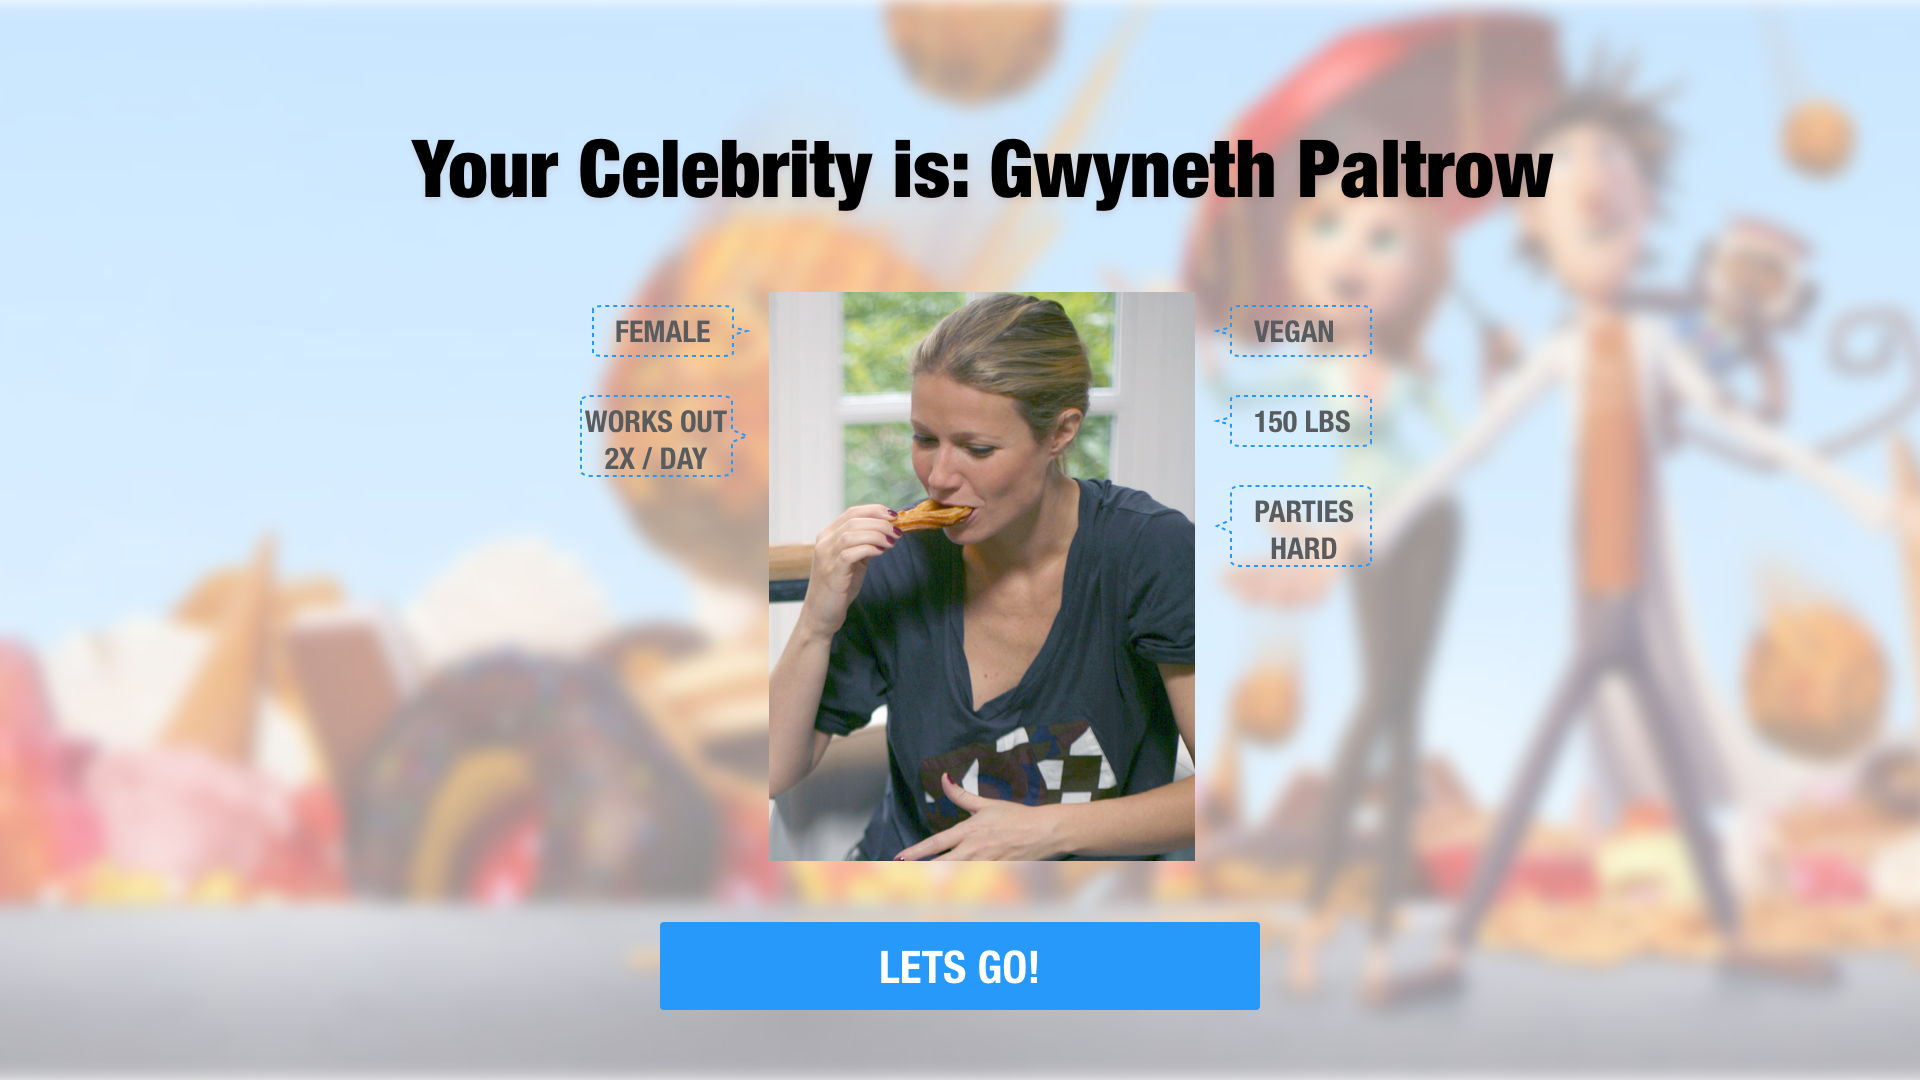 Your Celebrity is: Gwyneth Paltrow
FEMALE
WORKS OUT
2X / DAY
VEGAN
150 LBS
PARTIES
HARD
LETS GO!